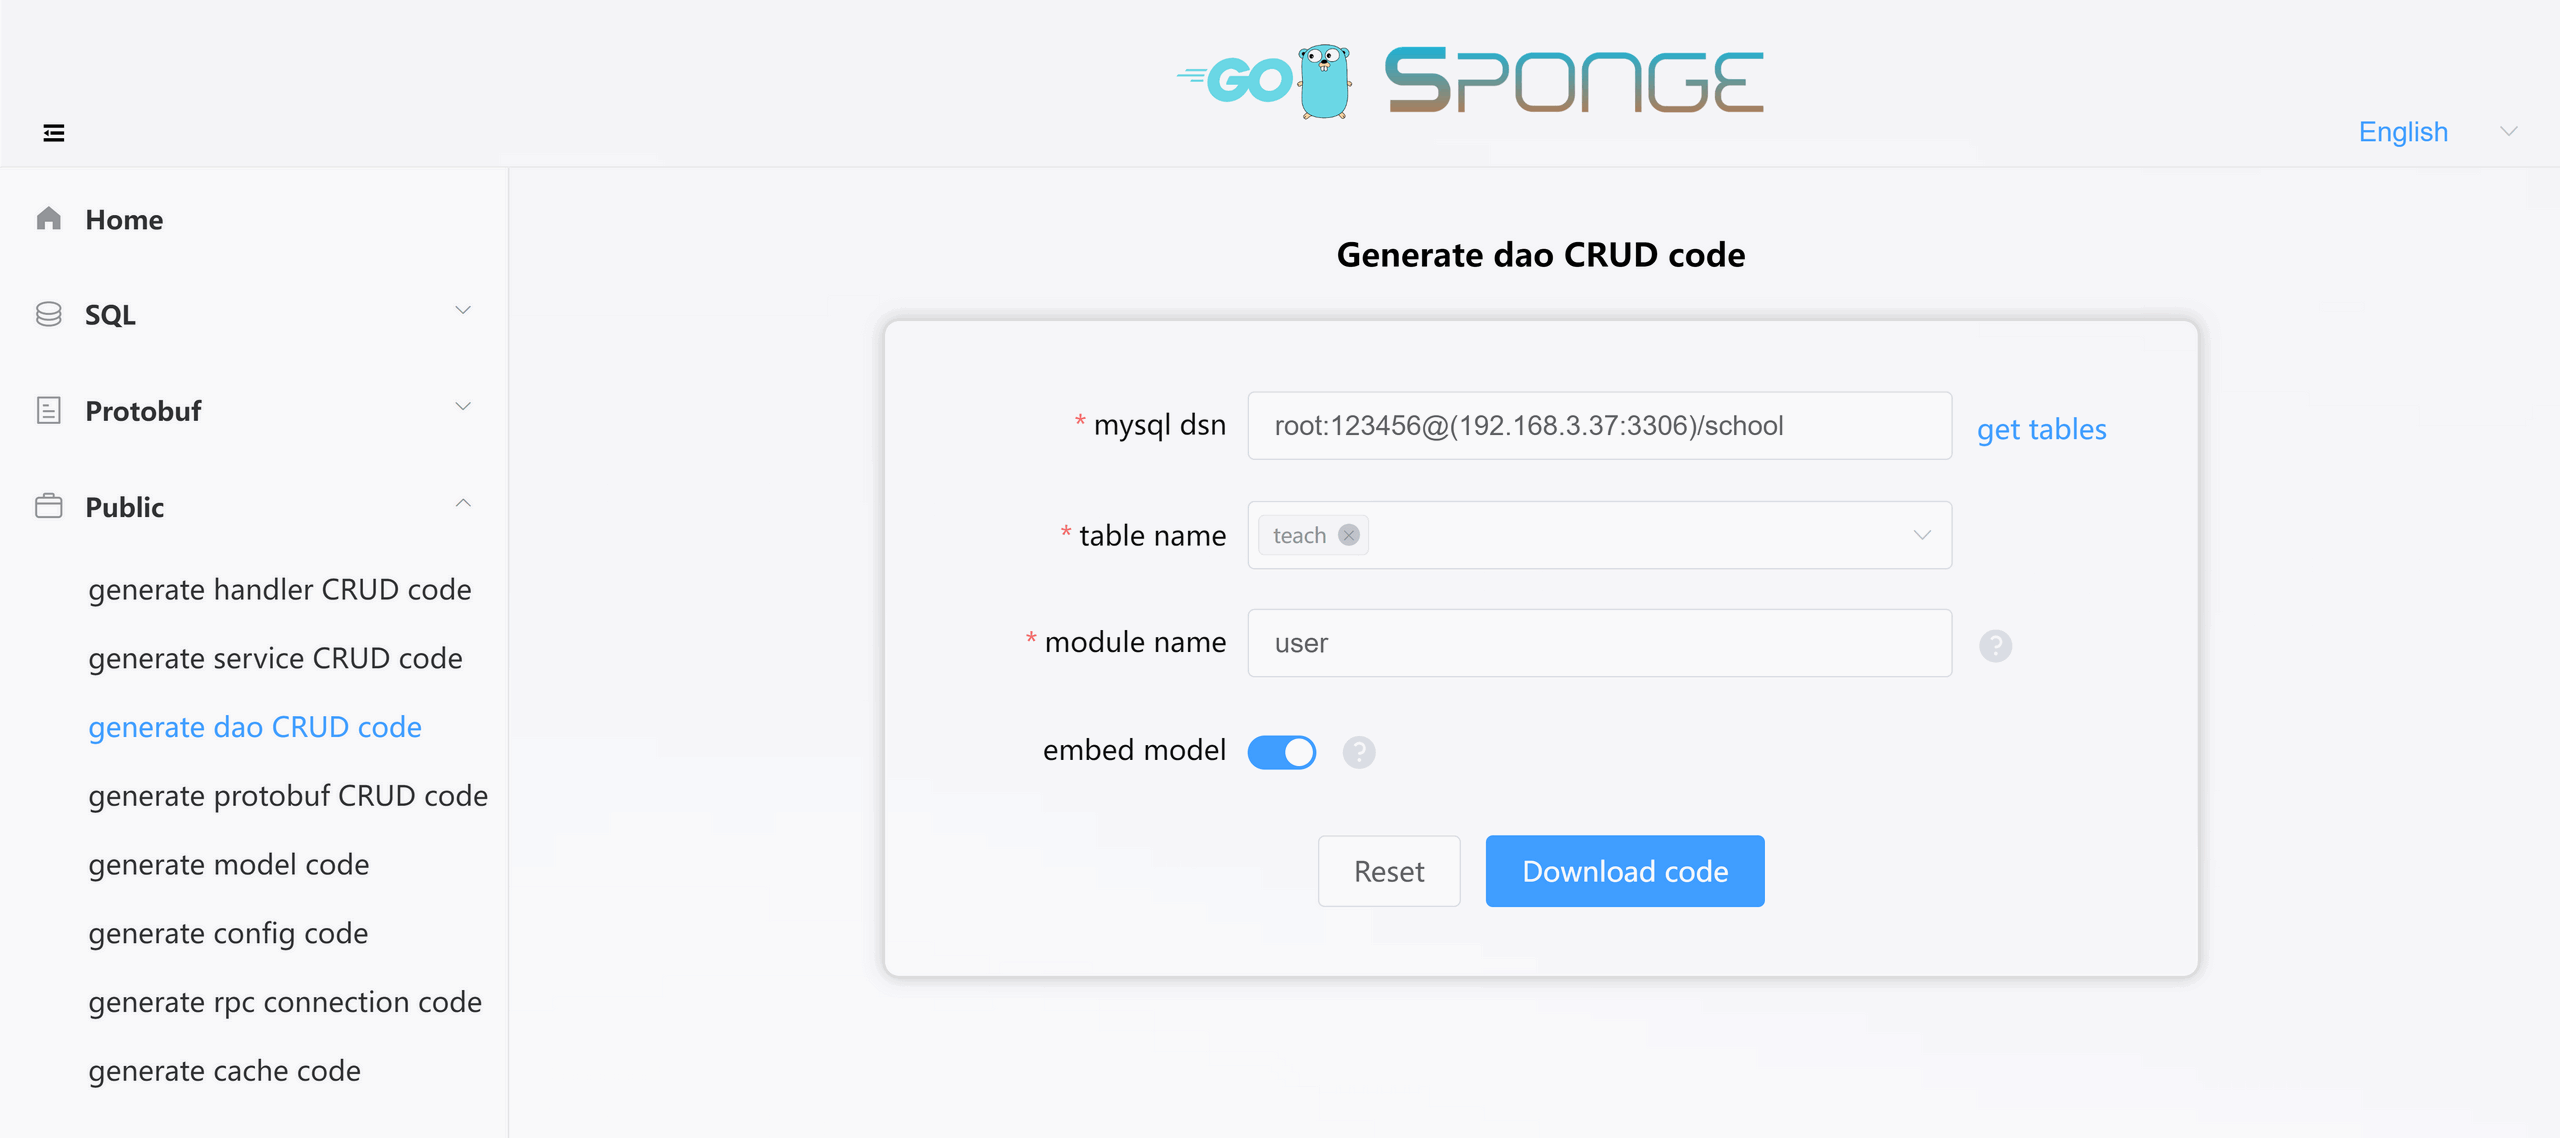 GO SPONGE
English
Home
SQL
Protobuf
Public
generate handler CRUD code
generate service CRUD code
generate dao CRUD code
generate protobuf CRUD code
generate model code
generate config code
generate rpc connection code
generate cache code
Generate dao CRUD code
* mysql dsn root:123456@(192.168.3.37:3306)/school get tables
* table name teach
* module name user ?
embed model ?
Reset Download code